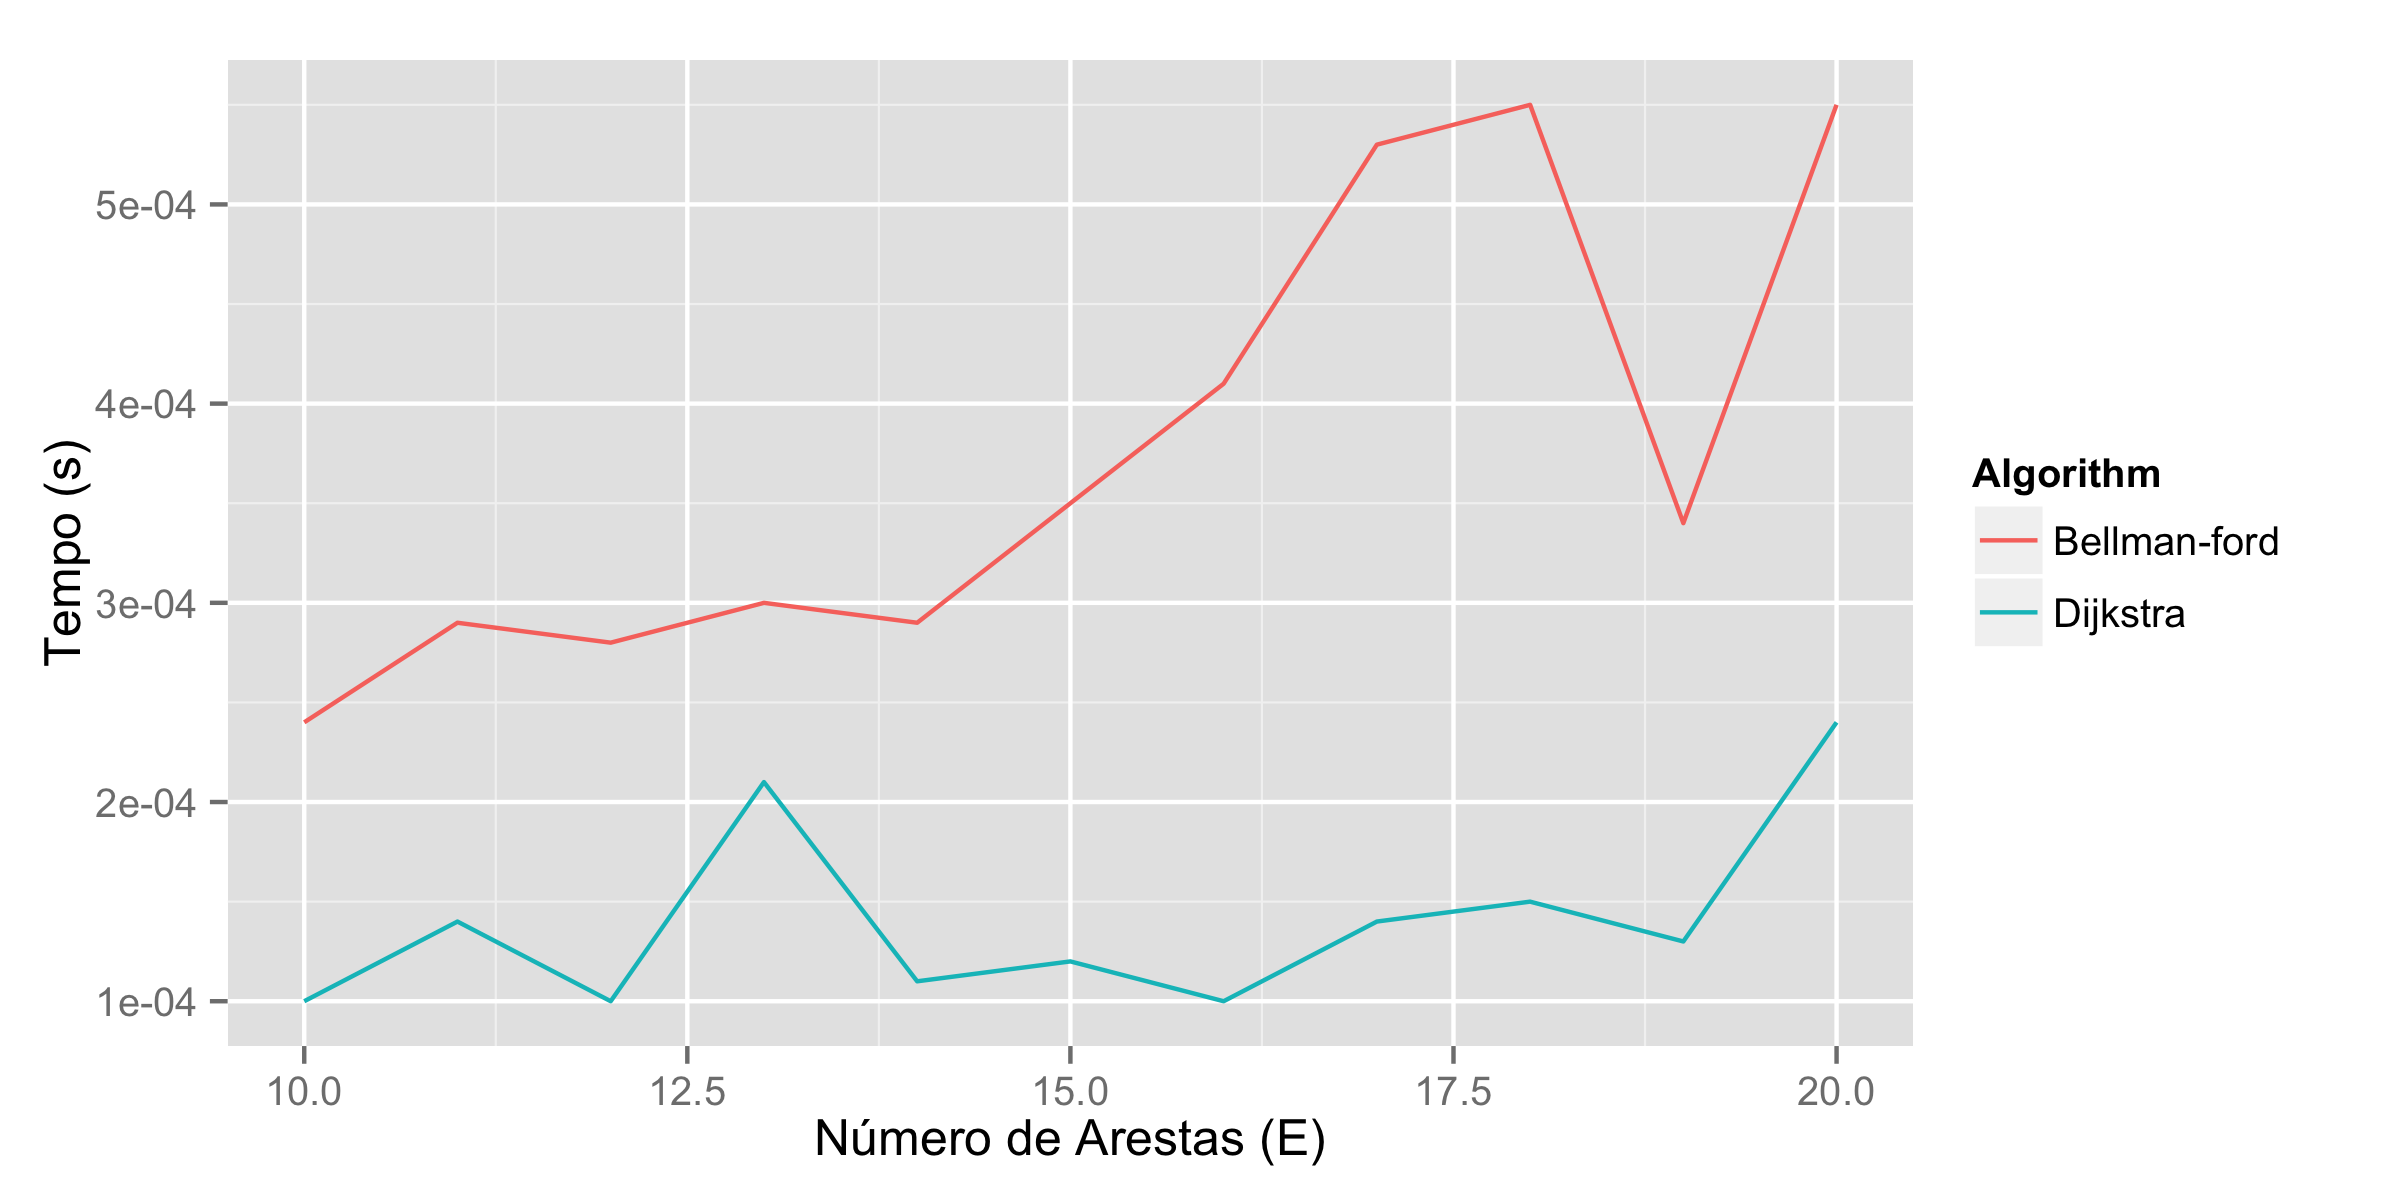 Tempo (s)
5e-04
4e-04
3e-04
2e-04
1e-04
10.0 12.5 15.0 17.5 20.0
Número de Arestas (E)
Algorithm
Bellman-ford
Dijkstra